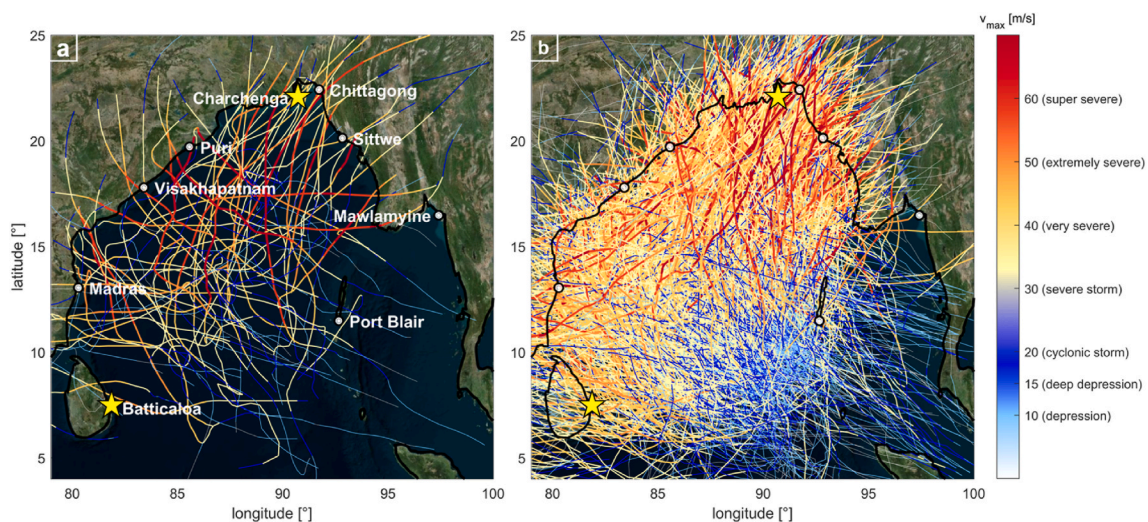 a
Charchenga
Chittagong
Puri
Sittwe
Visakhapatnam
Mawlamylne
Madras
Port Blair
Batticaloa
25
20
15
10
5
latitude [°]
80
85
90
95
100
longitude [°]
b
25
20
15
10
5
80
85
90
95
100
longitude [°]
v_max [m/s]
60 (super severe)
50 (extremely severe)
40 (very severe)
30 (severe storm)
20 (cyclonic storm)
15 (deep depression)
10 (depression)